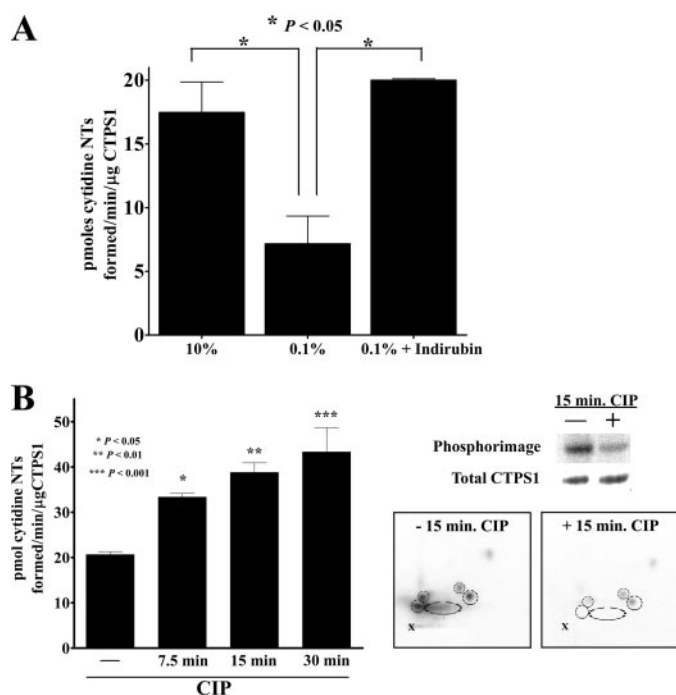 A
* P < 0.05
* *
20
15
10
5
0
pmoles cytidine NTs
formed/min/µg CTPS1
10% 0.1% 0.1% + Indirubin
B
50
40
30
20
10
0
pmol cytidine NTs
formed/min/µgCTPS1
* P < 0.05
** P < 0.01
*** P < 0.001
* ** ***
— 7.5 min 15 min 30 min
CIP
15 min. CIP
— +
Phosphorimage
Total CTPS1
- 15 min. CIP
x
+ 15 min. CIP
x